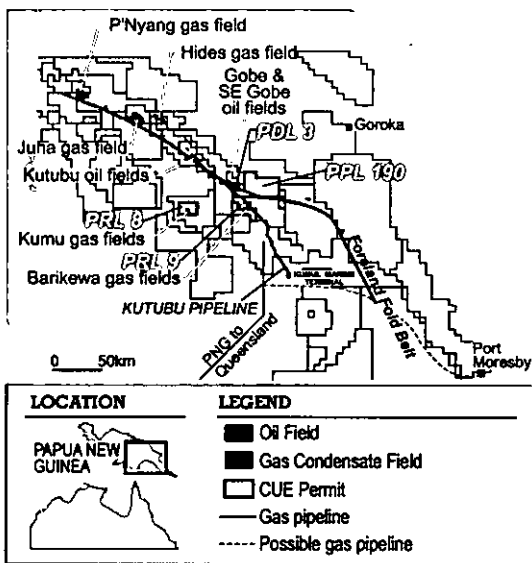 P'Nyang gas field
Hides gas field
Gobe &
SE Gobe
oil fields
PDL 3
Goroka
Juha gas field
PPL 190
Kutubu oil fields
PRL 8
Kumu gas fields
PRL 9
Barikewa gas fields
KUTUBU PIPELINE
TERMINAL
Foreland Fold Belt
PNG to
Queensland
0 50km
Port
Moresby
LOCATION
PAPUA NEW
GUINEA
LEGEND
Oil Field
Gas Condensate Field
CUE Permit
Gas pipeline
Possible gas pipeline